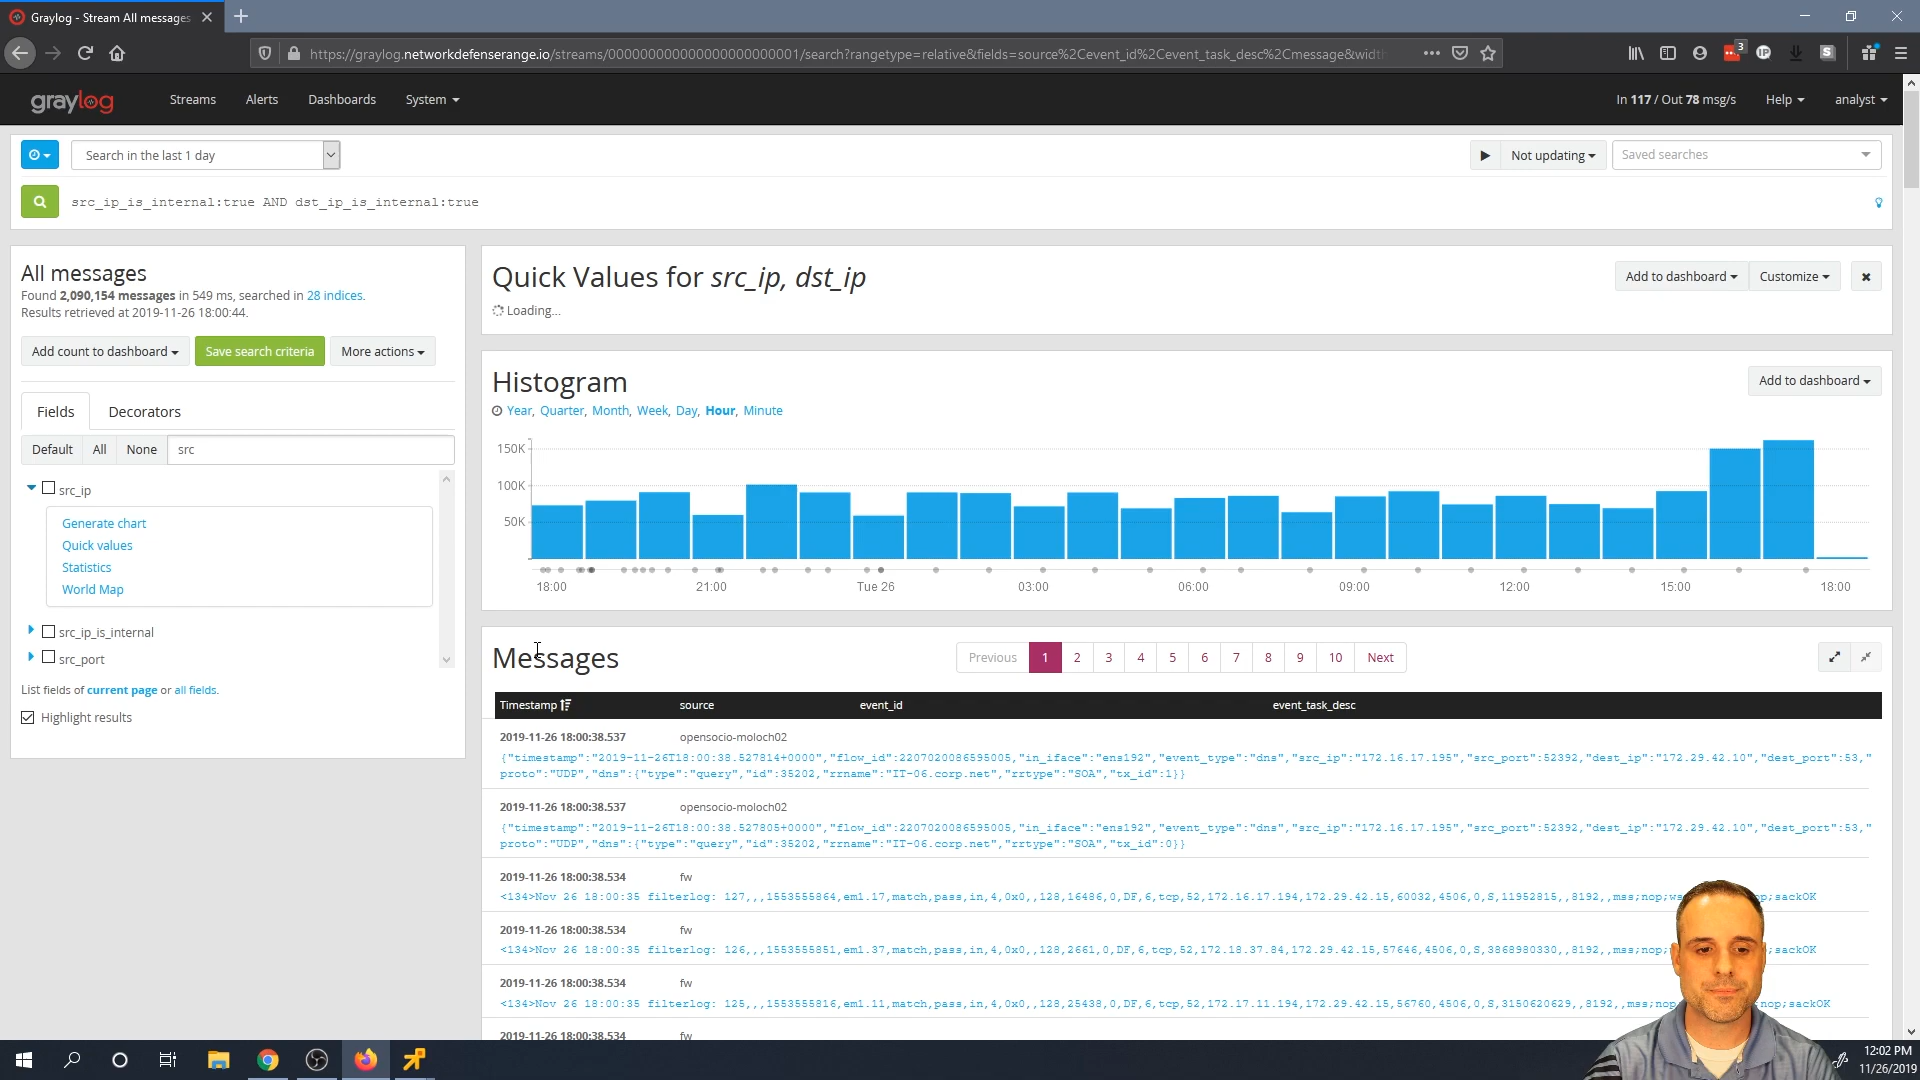 Graylog - Stream All messages
https://graylog.networkdefenserange.io/streams/000000000000000000000001/search?rangetype=relative&fields=source%2Cevent_id%2Cevent_task_desc%2Cmessage&width
3
graylog
Streams
Alerts
Dashboards
System
In 117 / Out 78 msg/s
Help
analyst
Search in the last 1 day
Not updating
Saved searches
src_ip_is_internal:true AND dst_ip_is_internal:true
All messages
Found 2,090,154 messages in 549 ms, searched in 28 indices.
Results retrieved at 2019-11-26 18:00:44.
Add count to dashboard
Save search criteria
More actions
Fields
Decorators
Default
All
None
src
src_ip
Generate chart
Quick values
Statistics
World Map
src_ip_is_internal
src_port
List fields of current page or all fields.
Highlight results
Quick Values for src_ip, dst_ip
Add to dashboard
Customize
Loading...
Histogram
Add to dashboard
Year, Quarter, Month, Week, Day, Hour, Minute
150K
100K
50K
18:00
21:00
Tue 26
03:00
06:00
09:00
12:00
15:00
18:00
Messages
Previous
1
2
3
4
5
6
7
8
9
10
Next
Timestamp
source
event_id
event_task_desc
2019-11-26 18:00:38.537
opensocio-moloch02
{"timestamp":"2019-11-26T18:00:38.527814+0000","flow_id":2207020086595005,"in_iface":"ens192","event_type":"dns","src_ip":"172.16.17.195","src_port":52392,"dest_ip":"172.29.42.10","dest_port":53,"
proto":"UDP","dns":{"type":"query","id":35202,"rrname":"IT-06.corp.net","rrtype":"SOA","tx_id":1}}
2019-11-26 18:00:38.537
opensocio-moloch02
{"timestamp":"2019-11-26T18:00:38.527805+0000","flow_id":2207020086595005,"in_iface":"ens192","event_type":"dns","src_ip":"172.16.17.195","src_port":52392,"dest_ip":"172.29.42.10","dest_port":53,"
proto":"UDP","dns":{"type":"query","id":35202,"rrname":"IT-06.corp.net","rrtype":"SOA","tx_id":0}}
2019-11-26 18:00:38.534
fw
<134>Nov 26 18:00:35 filterlog: 127,,,1553555864,em1.17,match,pass,in,4,0x0,,128,16486,0,DF,6,tcp,52,172.16.17.194,172.29.42.15,60032,4506,0,S,11952815,,8192,,mss;nop;ws op;sackOK
2019-11-26 18:00:38.534
fw
<134>Nov 26 18:00:35 filterlog: 126,,,1553555851,em1.37,match,pass,in,4,0x0,,128,2661,0,DF,6,tcp,52,172.18.37.84,172.29.42.15,57646,4506,0,S,3868980330,,8192,,mss;nop; ;sackOK
2019-11-26 18:00:38.534
fw
<134>Nov 26 18:00:35 filterlog: 125,,,1553555816,em1.11,match,pass,in,4,0x0,,128,25438,0,DF,6,tcp,52,172.17.11.194,172.29.42.15,56760,4506,0,S,3150620629,,8192,,mss;nop nop;sackOK
2019-11-26 18:00:38.534
fw
12:02 PM
11/26/2019